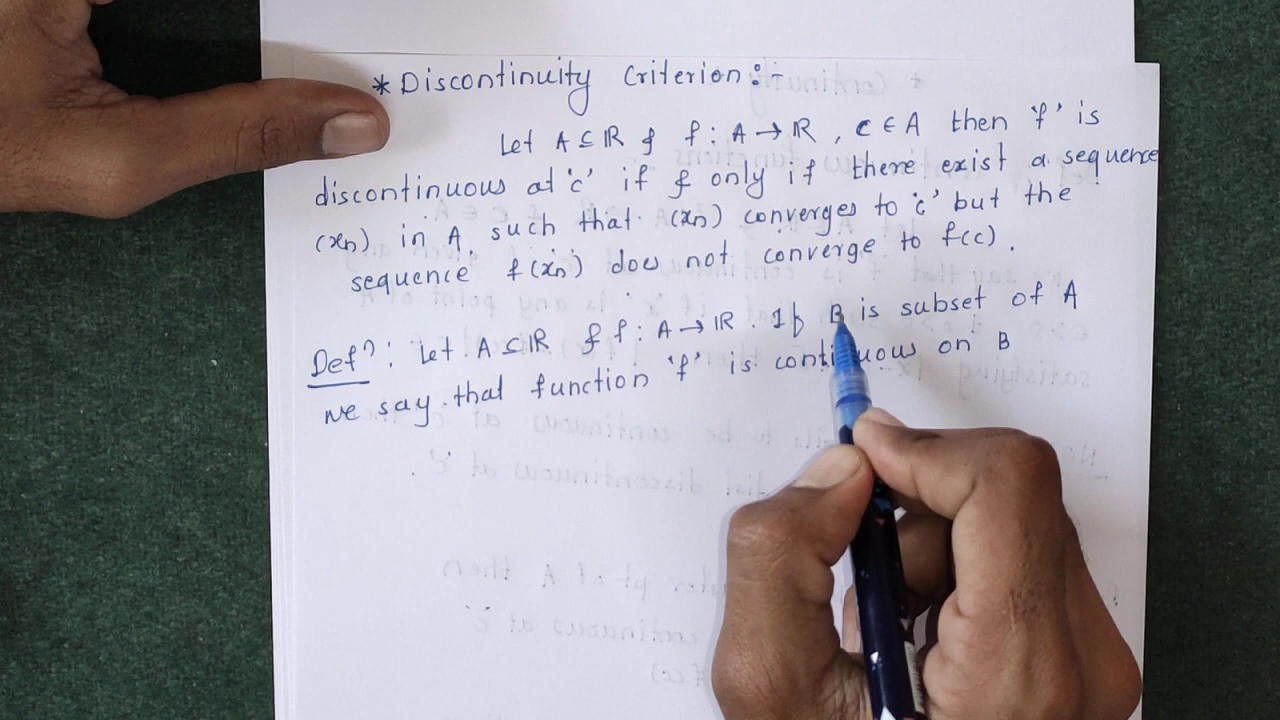 * Discontinuity Criterion :-
Let A ⊆ ℝ & f : A → ℝ , c ∈ A then 'f' is
discontinuous at 'c' if & only if there exist a sequence
(xn) in A, such that (xn) converges to 'c' but the
sequence f(xn) does not converge to f(c).
Defn : Let A ⊆ ℝ & f : A → ℝ . If B is subset of A
we say that function 'f' is continuous on B